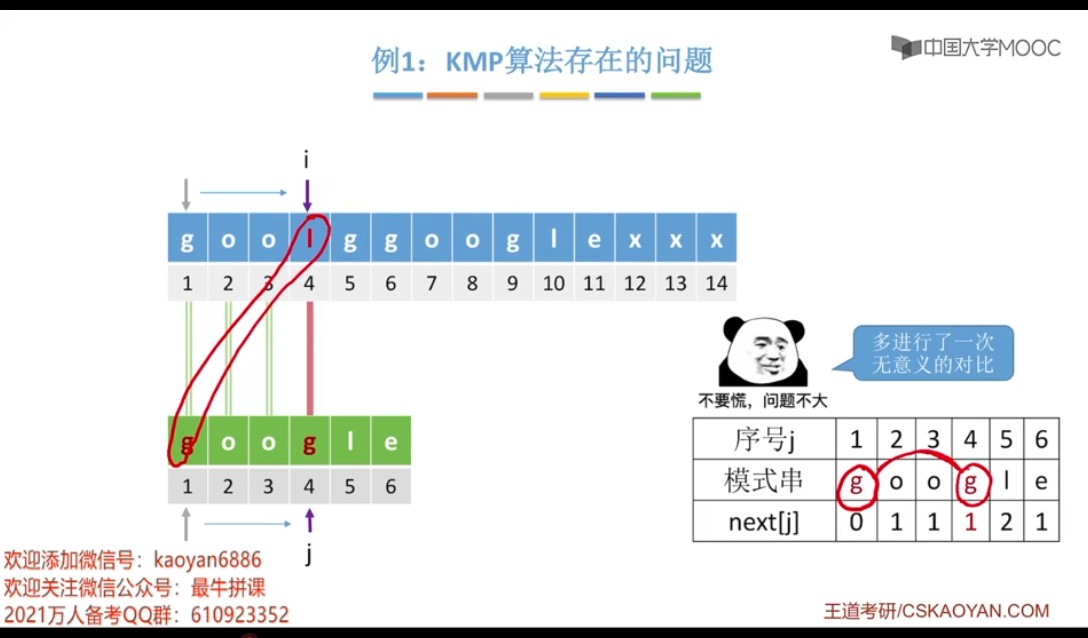 中国大学MOOC
例1：KMP算法存在的问题
i
g o o l g g o o g l e x x x
1 2 3 4 5 6 7 8 9 10 11 12 13 14
多进行了一次
无意义的对比
不要慌，问题不大
g o o g l e
1 2 3 4 5 6
j
序号j 1 2 3 4 5 6
模式串 g o o g l e
next[j] 0 1 1 1 2 1
欢迎添加微信号：kaoyan6886
欢迎关注微信公众号：最牛拼课
2021万人备考QQ群：610923352
王道考研/CSKAOYAN.COM